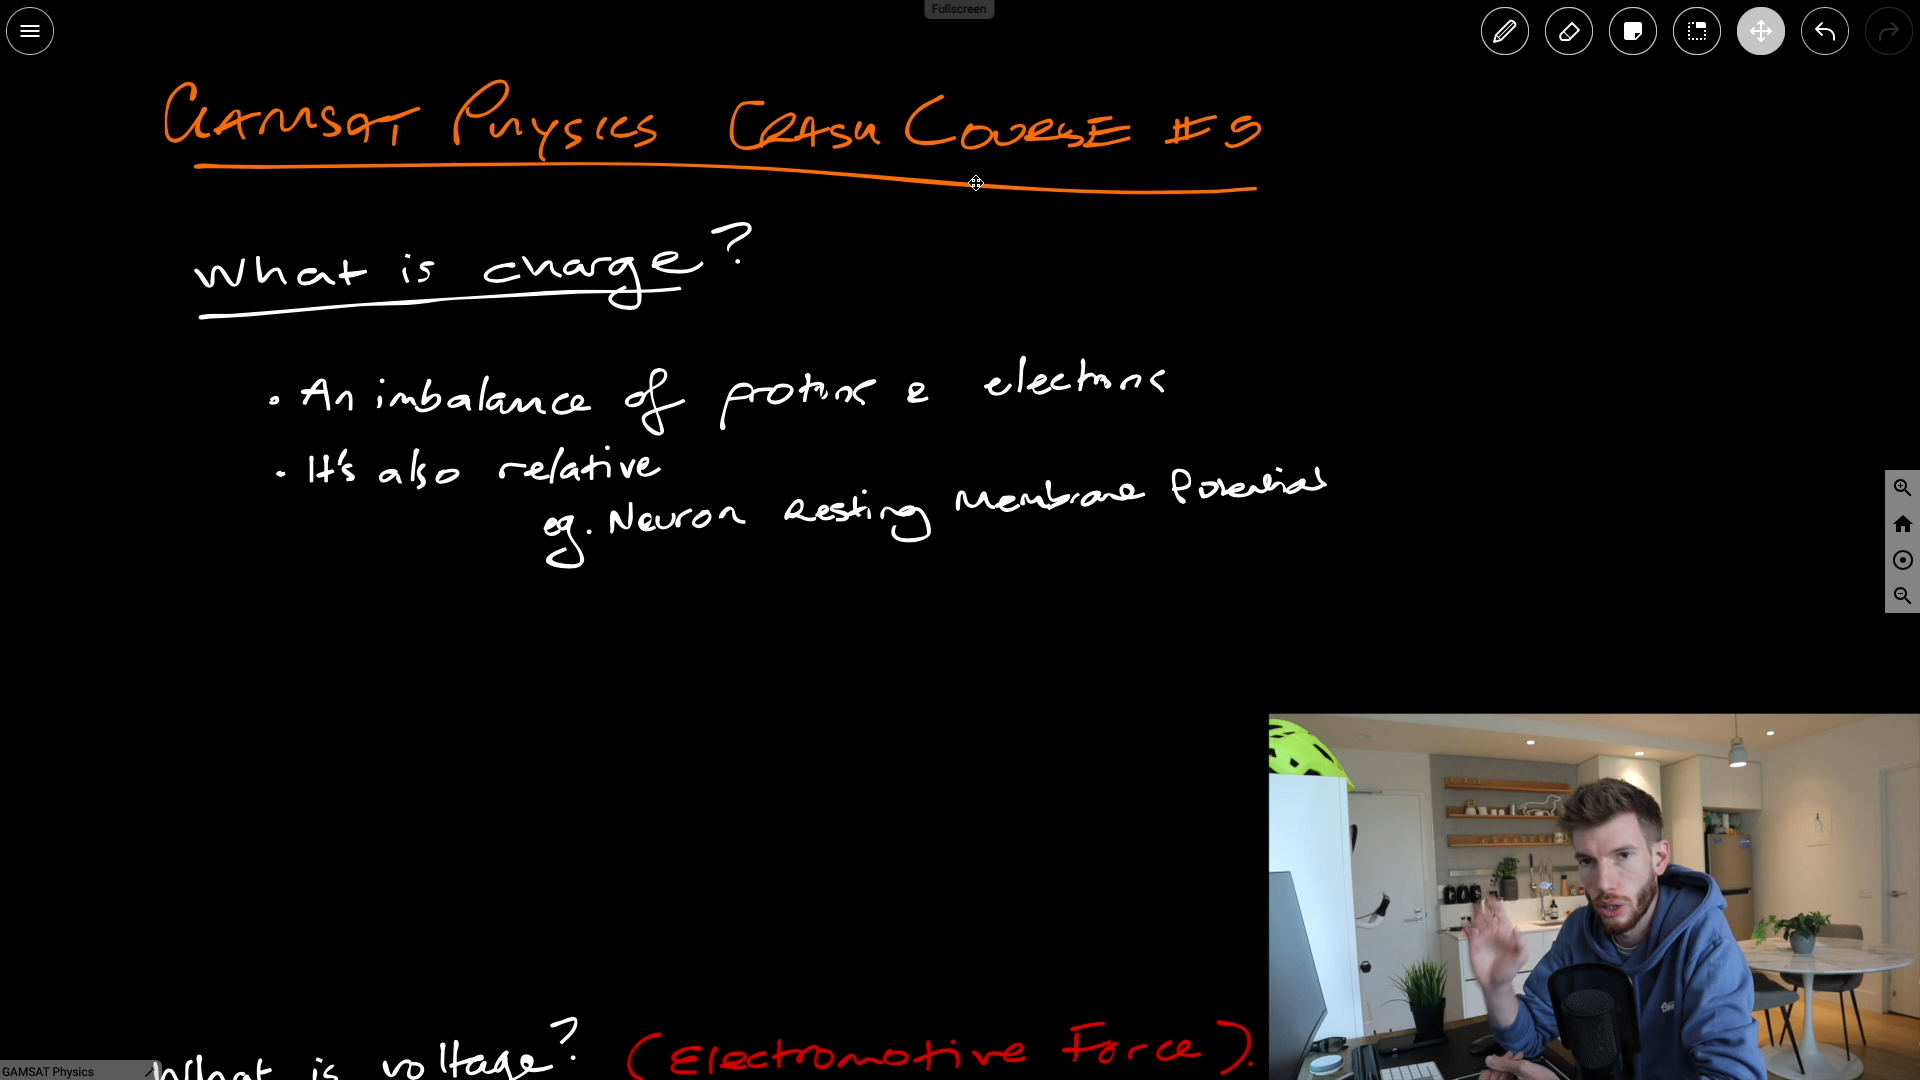 Fullscreen
GAMSAT Physics CRASH COURSE #5
What is charge?
• An imbalance of protons & electrons
• It's also relative
eg. Neuron Resting Membrane Potential
What is voltage? (Electromotive Force).
GAMSAT Physics